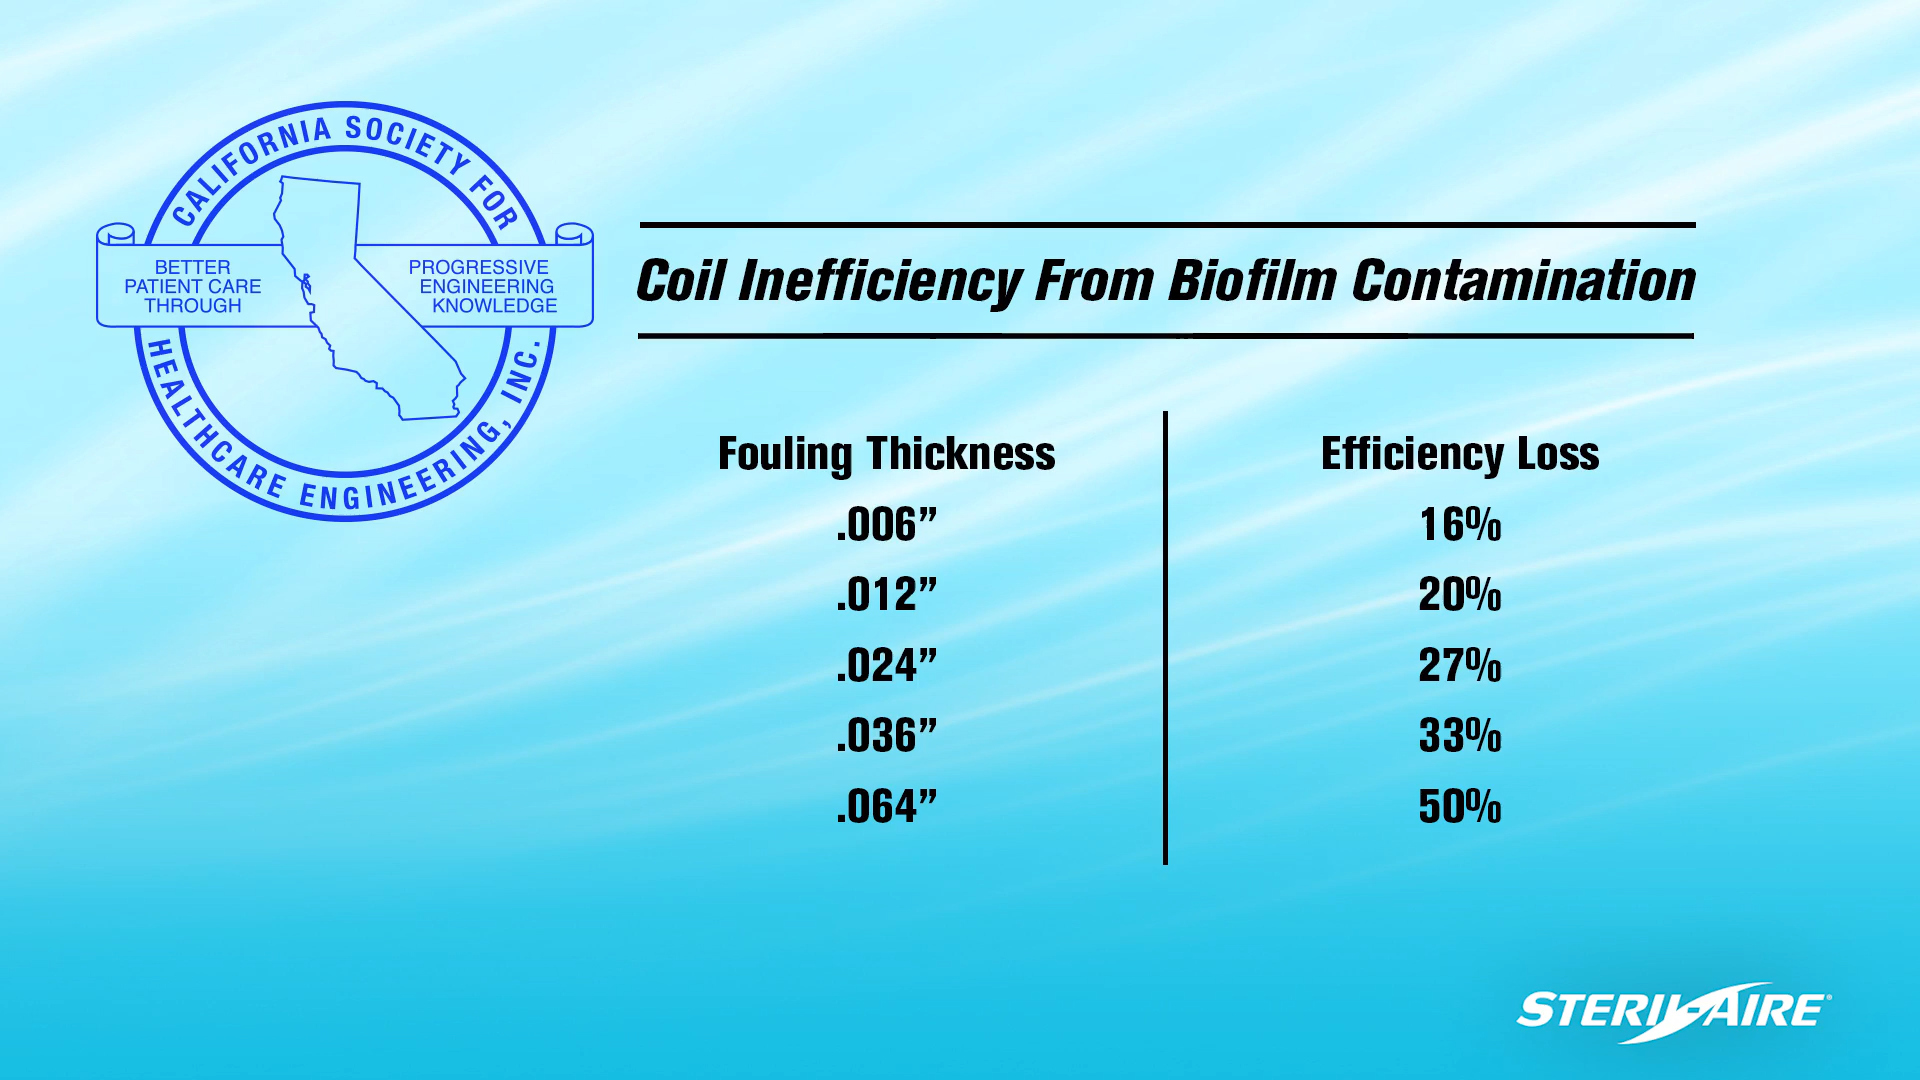 CALIFORNIA SOCIETY FOR
BETTER
PATIENT CARE
THROUGH
PROGRESSIVE
ENGINEERING
KNOWLEDGE
HEALTHCARE ENGINEERING, INC.
Coil Inefficiency From Biofilm Contamination
Fouling Thickness Efficiency Loss
.006” 16%
.012” 20%
.024” 27%
.036” 33%
.064” 50%
STERIL-AIRE®